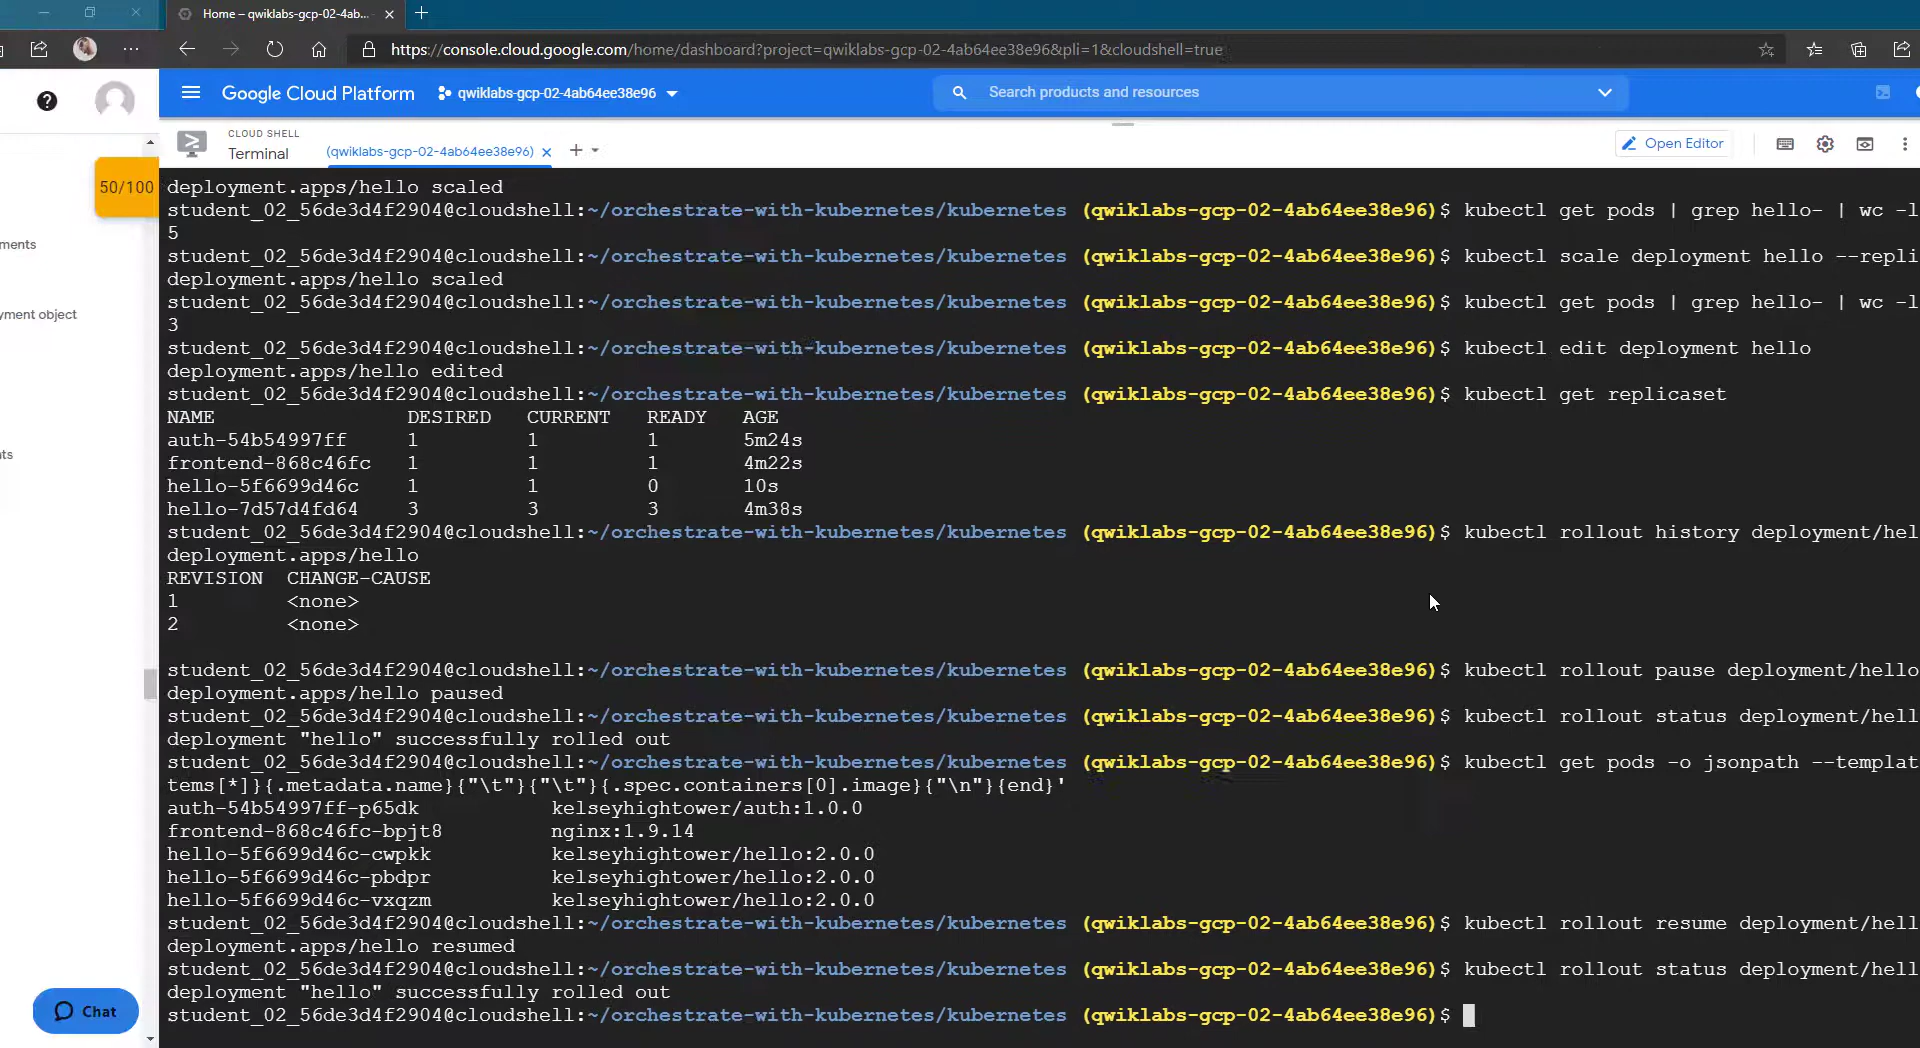 Home – qwiklabs-gcp-02-4ab...
https://console.cloud.google.com/home/dashboard?project=qwiklabs-gcp-02-4ab64ee38e96&pli=1&cloudshell=true
Google Cloud Platform
qwiklabs-gcp-02-4ab64ee38e96
Search products and resources
CLOUD SHELL
Terminal
(qwiklabs-gcp-02-4ab64ee38e96)
Open Editor
50/100
ments
yment object
nts
Chat
deployment.apps/hello scaled
student_02_56de3d4f2904@cloudshell:~/orchestrate-with-kubernetes/kubernetes (qwiklabs-gcp-02-4ab64ee38e96)$ kubectl get pods | grep hello- | wc -l
5
student_02_56de3d4f2904@cloudshell:~/orchestrate-with-kubernetes/kubernetes (qwiklabs-gcp-02-4ab64ee38e96)$ kubectl scale deployment hello --repli
deployment.apps/hello scaled
student_02_56de3d4f2904@cloudshell:~/orchestrate-with-kubernetes/kubernetes (qwiklabs-gcp-02-4ab64ee38e96)$ kubectl get pods | grep hello- | wc -l
3
student_02_56de3d4f2904@cloudshell:~/orchestrate-with-kubernetes/kubernetes (qwiklabs-gcp-02-4ab64ee38e96)$ kubectl edit deployment hello
deployment.apps/hello edited
student_02_56de3d4f2904@cloudshell:~/orchestrate-with-kubernetes/kubernetes (qwiklabs-gcp-02-4ab64ee38e96)$ kubectl get replicaset
NAME DESIRED CURRENT READY AGE
auth-54b54997ff 1 1 1 5m24s
frontend-868c46fc 1 1 1 4m22s
hello-5f6699d46c 1 1 0 10s
hello-7d57d4fd64 3 3 3 4m38s
student_02_56de3d4f2904@cloudshell:~/orchestrate-with-kubernetes/kubernetes (qwiklabs-gcp-02-4ab64ee38e96)$ kubectl rollout history deployment/hel
deployment.apps/hello
REVISION CHANGE-CAUSE
1 <none>
2 <none>
student_02_56de3d4f2904@cloudshell:~/orchestrate-with-kubernetes/kubernetes (qwiklabs-gcp-02-4ab64ee38e96)$ kubectl rollout pause deployment/hello
deployment.apps/hello paused
student_02_56de3d4f2904@cloudshell:~/orchestrate-with-kubernetes/kubernetes (qwiklabs-gcp-02-4ab64ee38e96)$ kubectl rollout status deployment/hell
deployment "hello" successfully rolled out
student_02_56de3d4f2904@cloudshell:~/orchestrate-with-kubernetes/kubernetes (qwiklabs-gcp-02-4ab64ee38e96)$ kubectl get pods -o jsonpath --templat
tems[*]}{.metadata.name}{"\t"}{"\t"}{.spec.containers[0].image}{"\n"}{end}'
auth-54b54997ff-p65dk kelseyhightower/auth:1.0.0
frontend-868c46fc-bpjt8 nginx:1.9.14
hello-5f6699d46c-cwpkk kelseyhightower/hello:2.0.0
hello-5f6699d46c-pbdpr kelseyhightower/hello:2.0.0
hello-5f6699d46c-vxqzm kelseyhightower/hello:2.0.0
student_02_56de3d4f2904@cloudshell:~/orchestrate-with-kubernetes/kubernetes (qwiklabs-gcp-02-4ab64ee38e96)$ kubectl rollout resume deployment/hell
deployment.apps/hello resumed
student_02_56de3d4f2904@cloudshell:~/orchestrate-with-kubernetes/kubernetes (qwiklabs-gcp-02-4ab64ee38e96)$ kubectl rollout status deployment/hell
deployment "hello" successfully rolled out
student_02_56de3d4f2904@cloudshell:~/orchestrate-with-kubernetes/kubernetes (qwiklabs-gcp-02-4ab64ee38e96)$